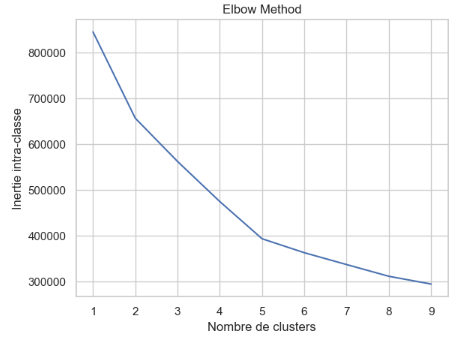 Elbow Method
800000
700000
600000
500000
400000
300000
Inertie intra-classe
1 2 3 4 5 6 7 8 9
Nombre de clusters